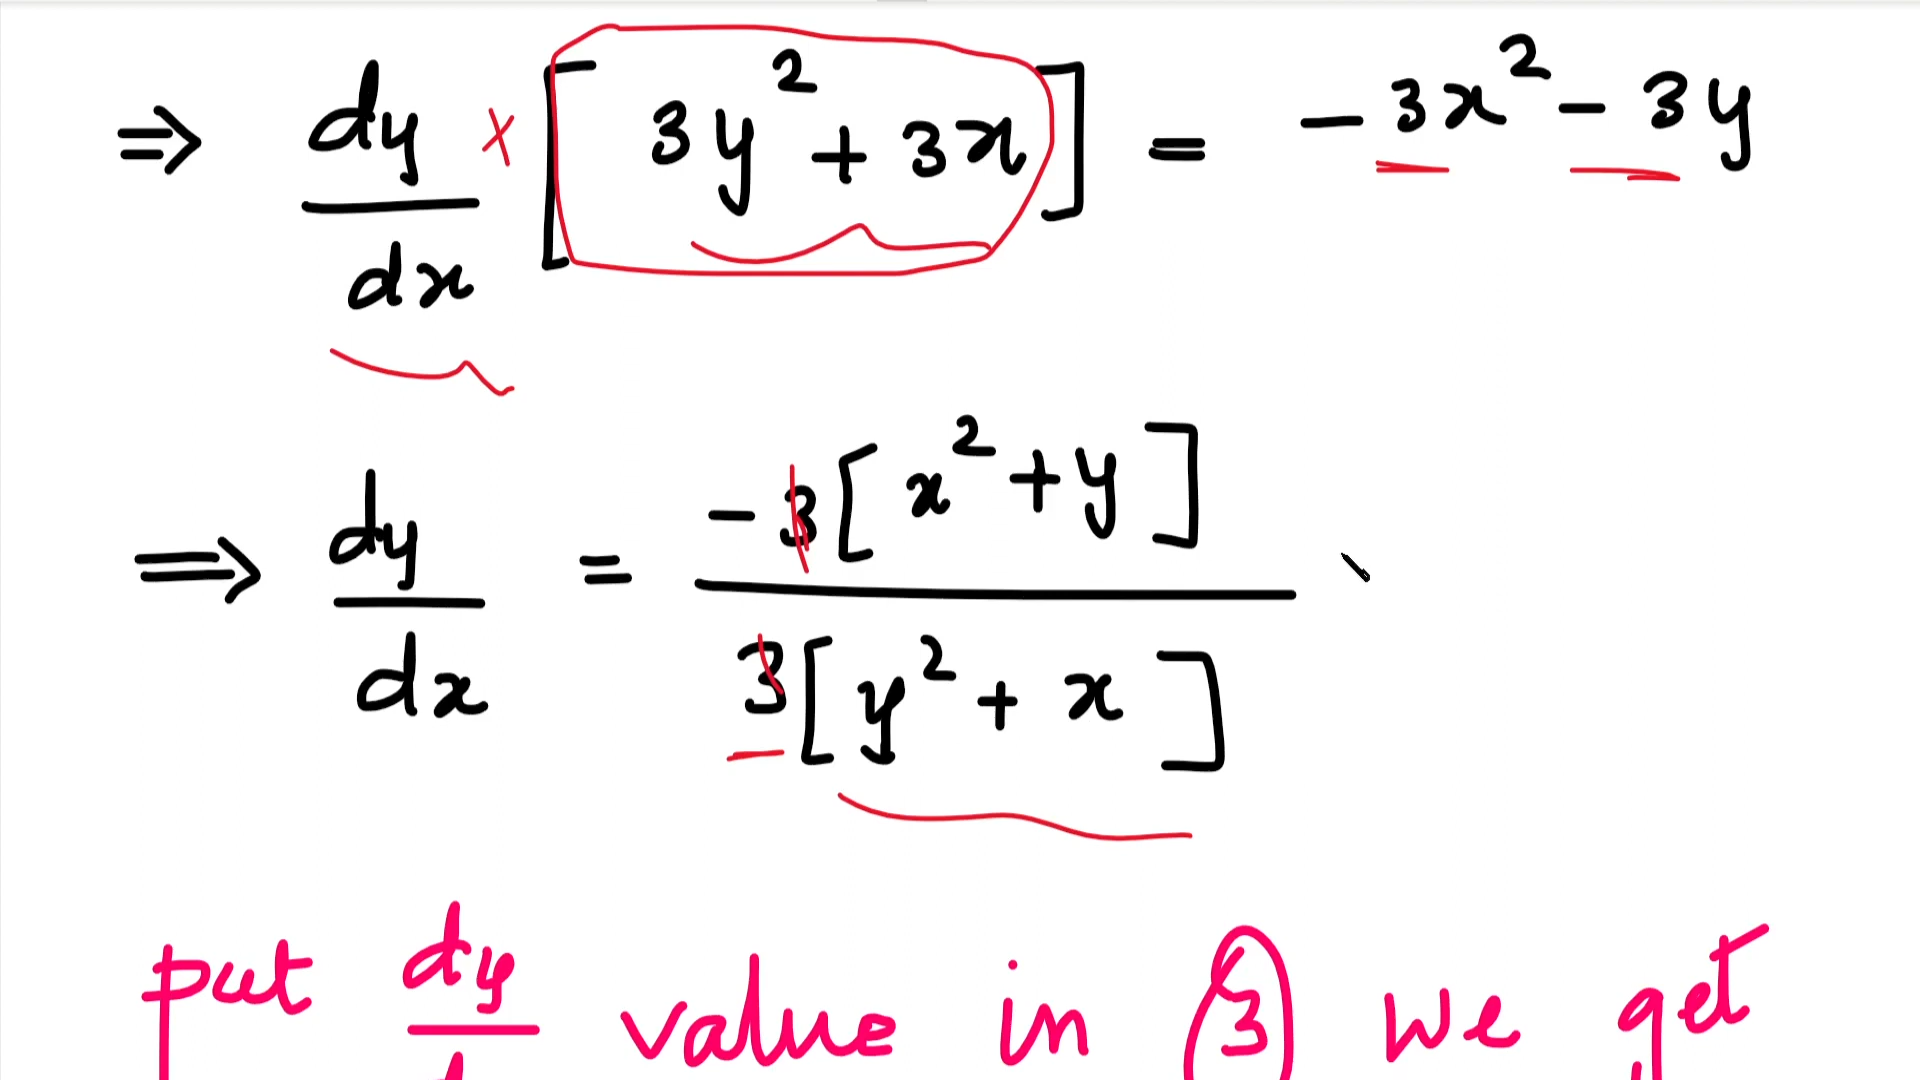 ⇒ dy/dx × [3y² + 3x] = -3x² - 3y
⇒ dy/dx = -3[x² + y] / 3[y² + x]
put dy/d value in ③ we get